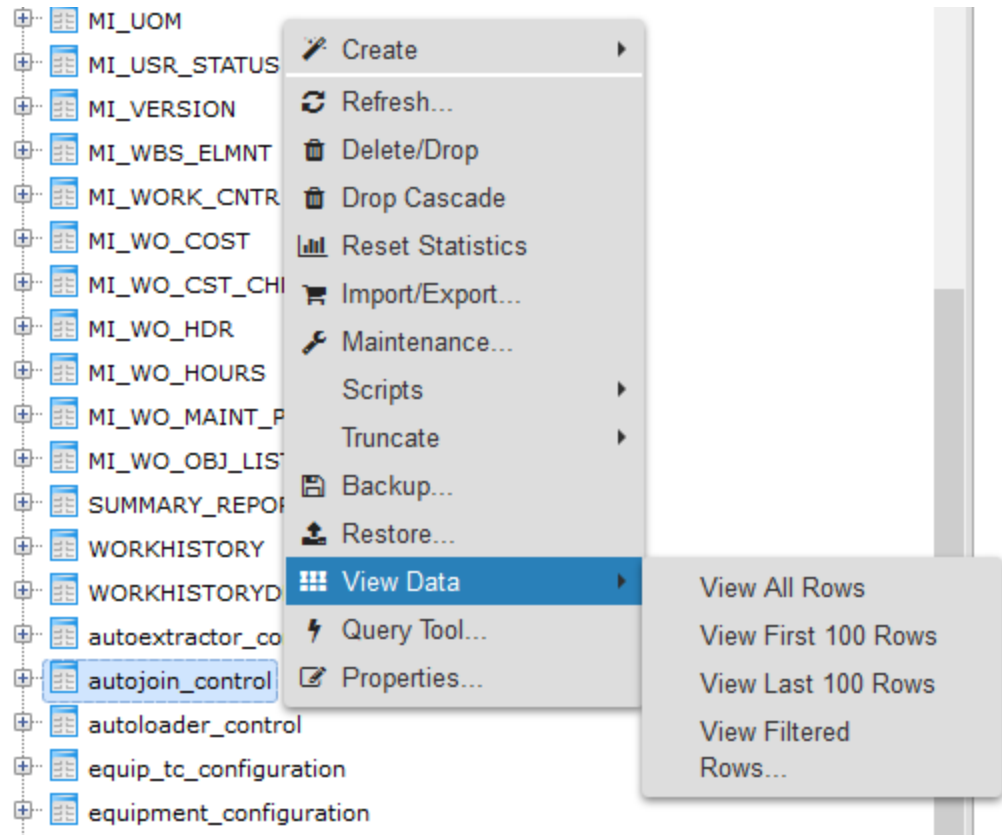 MI_UOM
MI_USR_STATUS
MI_VERSION
MI_WBS_ELMNT
MI_WORK_CNTR
MI_WO_COST
MI_WO_CST_CH
MI_WO_HDR
MI_WO_HOURS
MI_WO_MAINT_P
MI_WO_OBJ_LIST
SUMMARY_REPOR
WORKHISTORY
WORKHISTORYD
autoextractor_co
autojoin_control
autoloader_control
equip_tc_configuration
equipment_configuration
Create
Refresh...
Delete/Drop
Drop Cascade
Reset Statistics
Import/Export...
Maintenance...
Scripts
Truncate
Backup...
Restore...
View Data
Query Tool...
Properties...
View All Rows
View First 100 Rows
View Last 100 Rows
View Filtered
Rows...